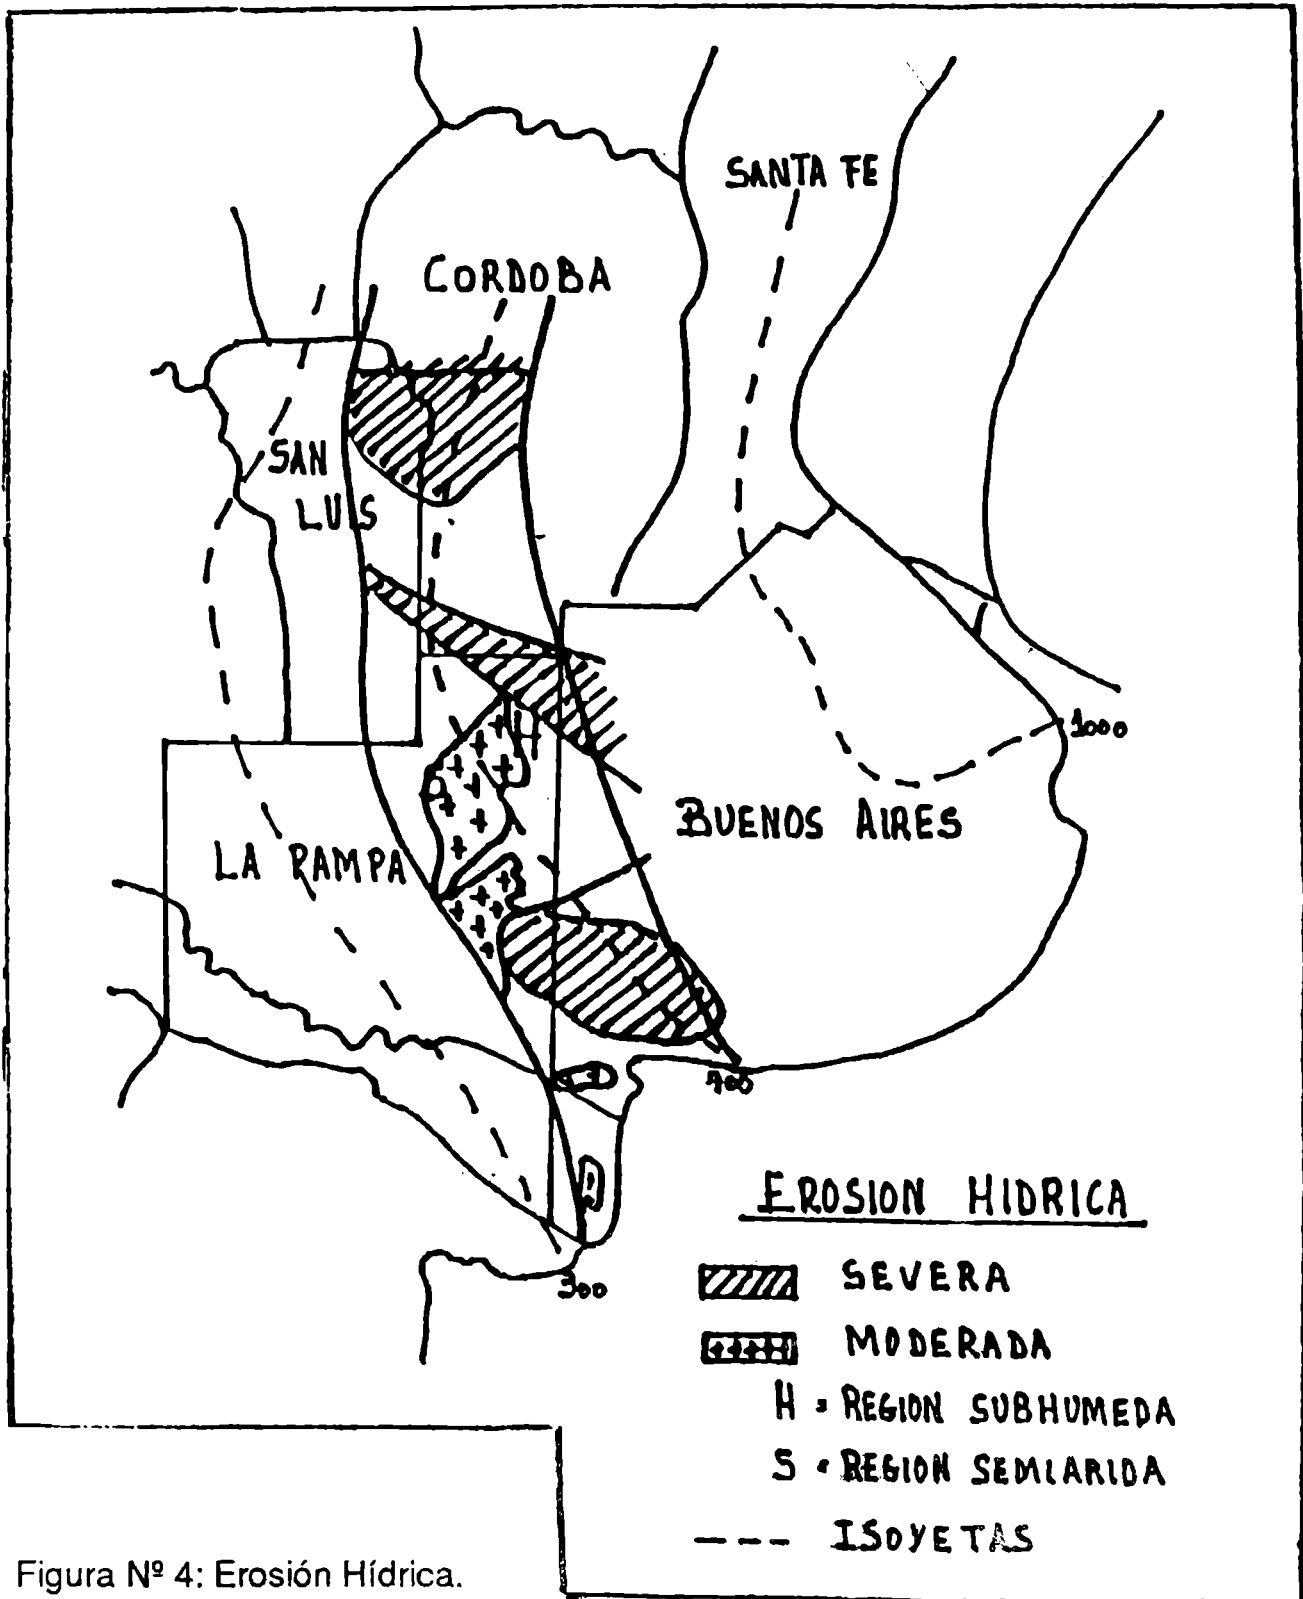 SANTA FE
CORDOBA
SAN
LUIS
H
1000
BUENOS AIRES
LA PAMPA
700
300
EROSION HIDRICA
SEVERA
MODERADA
H = REGION SUBHUMEDA
S = REGION SEMIARIDA
--- ISOYETAS
Figura Nº 4: Erosión Hídrica.